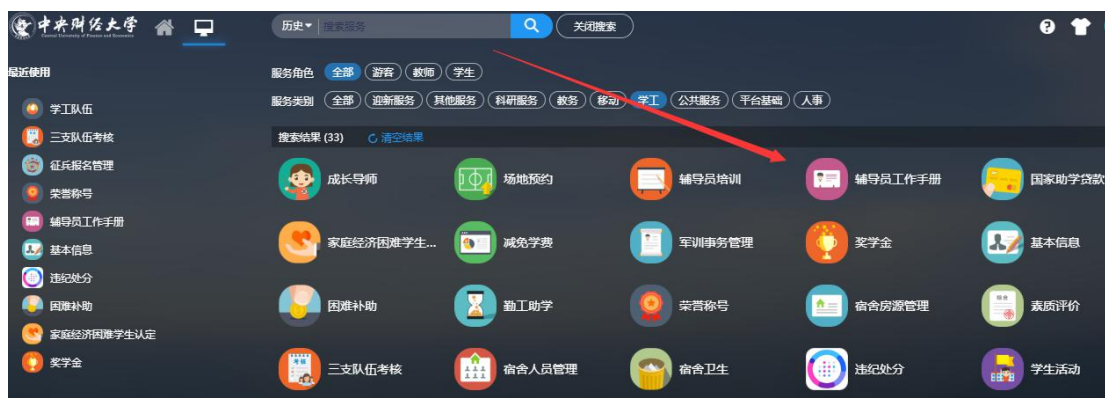 中央财经大学
Central University of Finance and Economics
历史 搜索服务 关闭搜索
最近使用
服务角色 全部 游客 教师 学生
服务类别 全部 迎新服务 其他服务 科研服务 教务 移动 学工 公共服务 平台基础 人事
搜索结果 (33) 清空结果
学工队伍
三支队伍考核
征兵报名管理
荣誉称号
辅导员工作手册
基本信息
违纪处分
困难补助
家庭经济困难学生认定
奖学金
成长导师 场地预约 辅导员培训 辅导员工作手册 国家助学贷款
家庭经济困难学生... 减免学费 军训事务管理 奖学金 基本信息
困难补助 勤工助学 荣誉称号 宿舍房源管理 素质评价
三支队伍考核 宿舍人员管理 宿舍卫生 违纪处分 学生活动